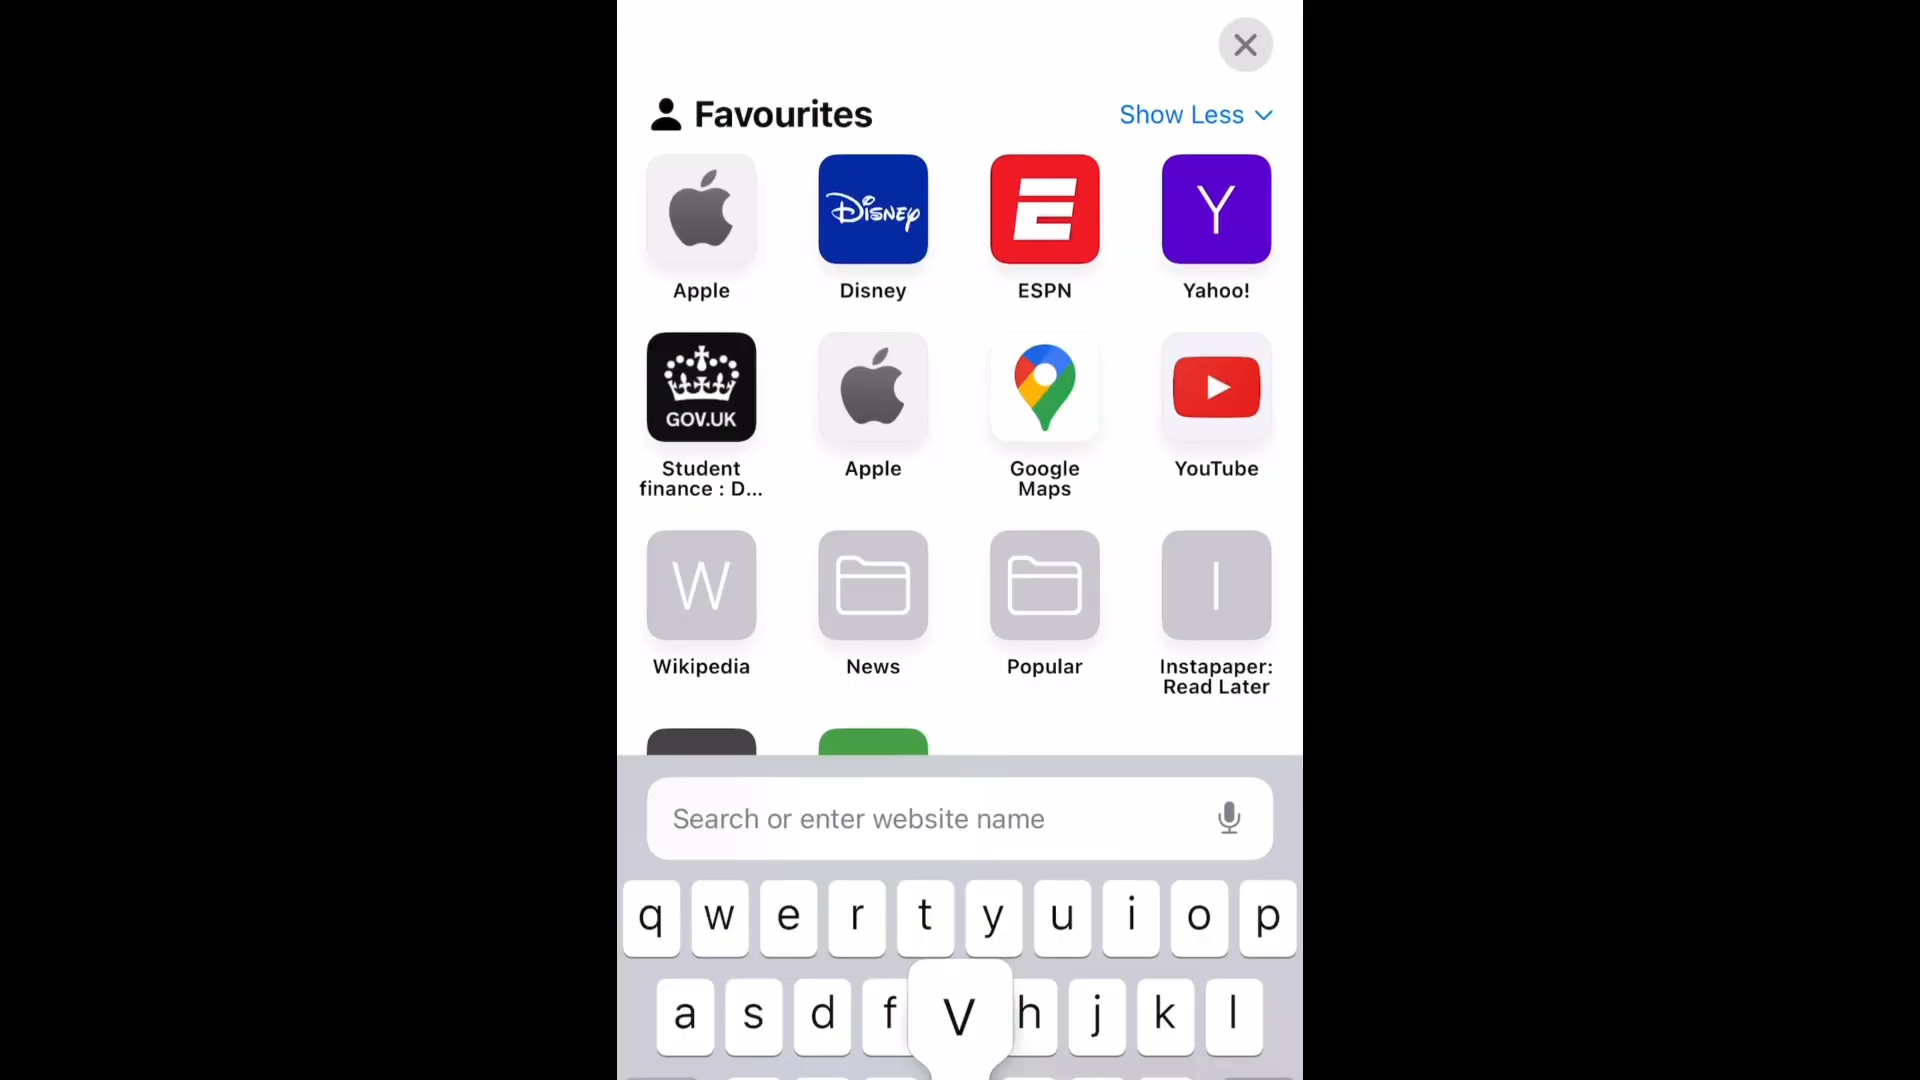 Favourites
Show Less
DISNEY
E
Y
Apple
Disney
ESPN
Yahoo!
GOV.UK
Student
finance : D...
Apple
Google
Maps
YouTube
W
I
Wikipedia
News
Popular
Instapaper:
Read Later
Search or enter website name
q w e r t y u i o p
a s d f V h j k l